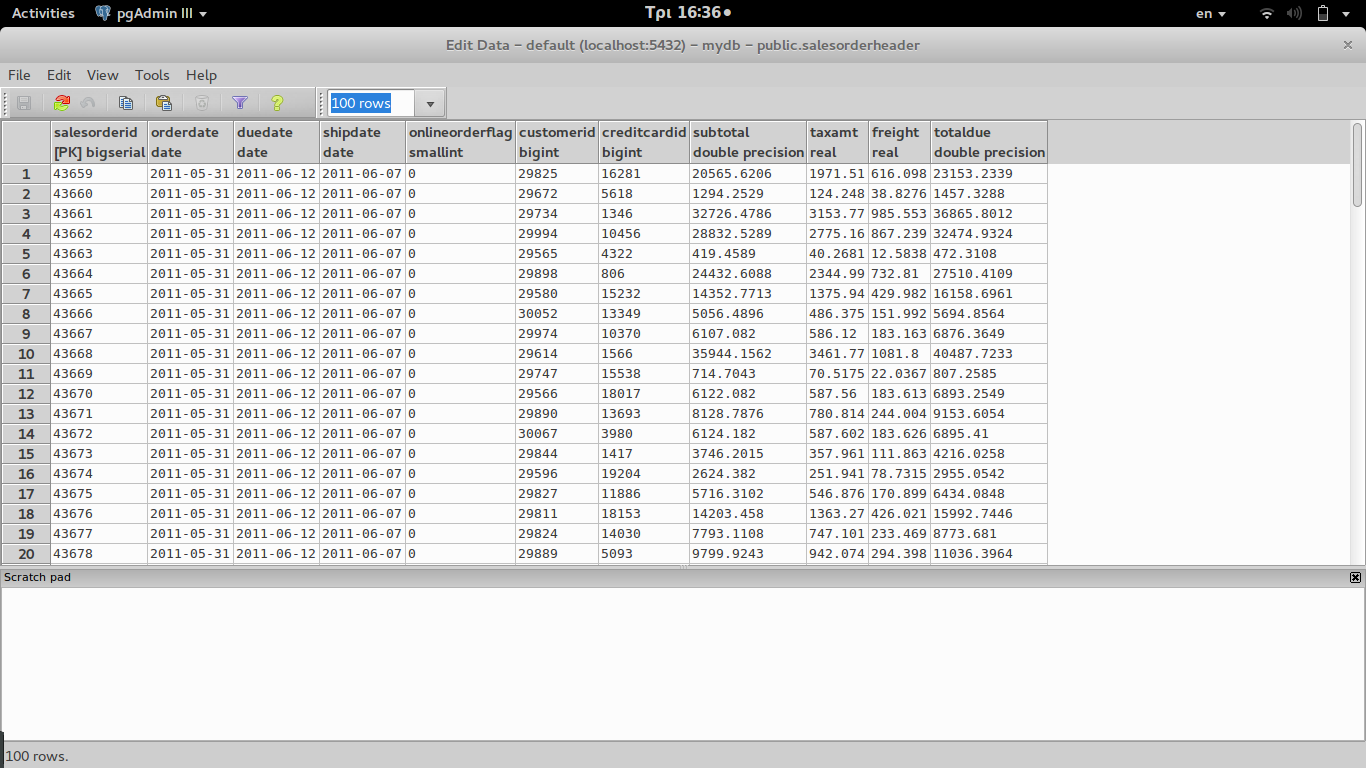 Activities pgAdmin III Τρι 16:36 en
Edit Data – default (localhost:5432) – mydb – public.salesorderheader
File Edit View Tools Help
100 rows
salesorderid orderdate duedate shipdate onlineorderflag customerid creditcardid subtotal taxamt freight totaldue
[PK] bigserial date date date smallint bigint bigint double precision real real double precision
1 43659 2011-05-31 2011-06-12 2011-06-07 0 29825 16281 20565.6206 1971.51 616.098 23153.2339
2 43660 2011-05-31 2011-06-12 2011-06-07 0 29672 5618 1294.2529 124.248 38.8276 1457.3288
3 43661 2011-05-31 2011-06-12 2011-06-07 0 29734 1346 32726.4786 3153.77 985.553 36865.8012
4 43662 2011-05-31 2011-06-12 2011-06-07 0 29994 10456 28832.5289 2775.16 867.239 32474.9324
5 43663 2011-05-31 2011-06-12 2011-06-07 0 29565 4322 419.4589 40.2681 12.5838 472.3108
6 43664 2011-05-31 2011-06-12 2011-06-07 0 29898 806 24432.6088 2344.99 732.81 27510.4109
7 43665 2011-05-31 2011-06-12 2011-06-07 0 29580 15232 14352.7713 1375.94 429.982 16158.6961
8 43666 2011-05-31 2011-06-12 2011-06-07 0 30052 13349 5056.4896 486.375 151.992 5694.8564
9 43667 2011-05-31 2011-06-12 2011-06-07 0 29974 10370 6107.082 586.12 183.163 6876.3649
10 43668 2011-05-31 2011-06-12 2011-06-07 0 29614 1566 35944.1562 3461.77 1081.8 40487.7233
11 43669 2011-05-31 2011-06-12 2011-06-07 0 29747 15538 714.7043 70.5175 22.0367 807.2585
12 43670 2011-05-31 2011-06-12 2011-06-07 0 29566 18017 6122.082 587.56 183.613 6893.2549
13 43671 2011-05-31 2011-06-12 2011-06-07 0 29890 13693 8128.7876 780.814 244.004 9153.6054
14 43672 2011-05-31 2011-06-12 2011-06-07 0 30067 3980 6124.182 587.602 183.626 6895.41
15 43673 2011-05-31 2011-06-12 2011-06-07 0 29844 1417 3746.2015 357.961 111.863 4216.0258
16 43674 2011-05-31 2011-06-12 2011-06-07 0 29596 19204 2624.382 251.941 78.7315 2955.0542
17 43675 2011-05-31 2011-06-12 2011-06-07 0 29827 11886 5716.3102 546.876 170.899 6434.0848
18 43676 2011-05-31 2011-06-12 2011-06-07 0 29811 18153 14203.458 1363.27 426.021 15992.7446
19 43677 2011-05-31 2011-06-12 2011-06-07 0 29824 14030 7793.1108 747.101 233.469 8773.681
20 43678 2011-05-31 2011-06-12 2011-06-07 0 29889 5093 9799.9243 942.074 294.398 11036.3964
Scratch pad
100 rows.